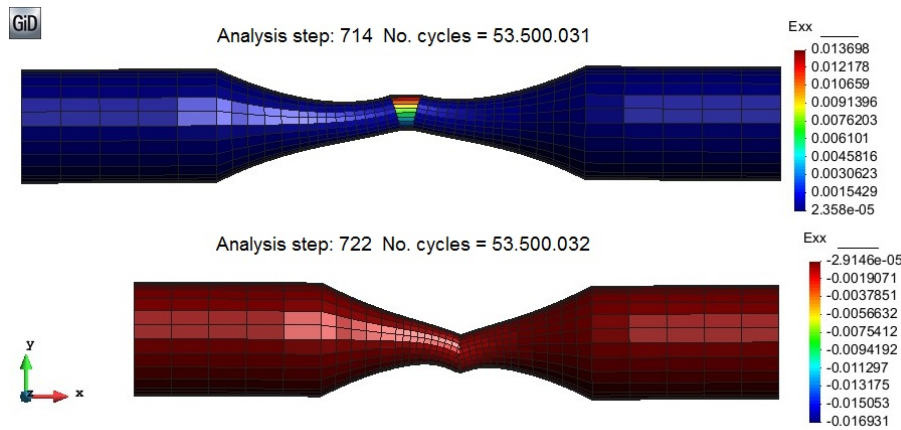 GiD
Analysis step: 714 No. cycles = 53.500.031
Exx
0.013698
0.012178
0.010659
0.0091396
0.0076203
0.006101
0.0045816
0.0030623
0.0015429
2.358e-05
Analysis step: 722 No. cycles = 53.500.032
Exx
-2.9146e-05
-0.0019071
-0.0037851
-0.0056632
-0.0075412
-0.0094192
-0.011297
-0.013175
-0.015053
-0.016931
y
z
x